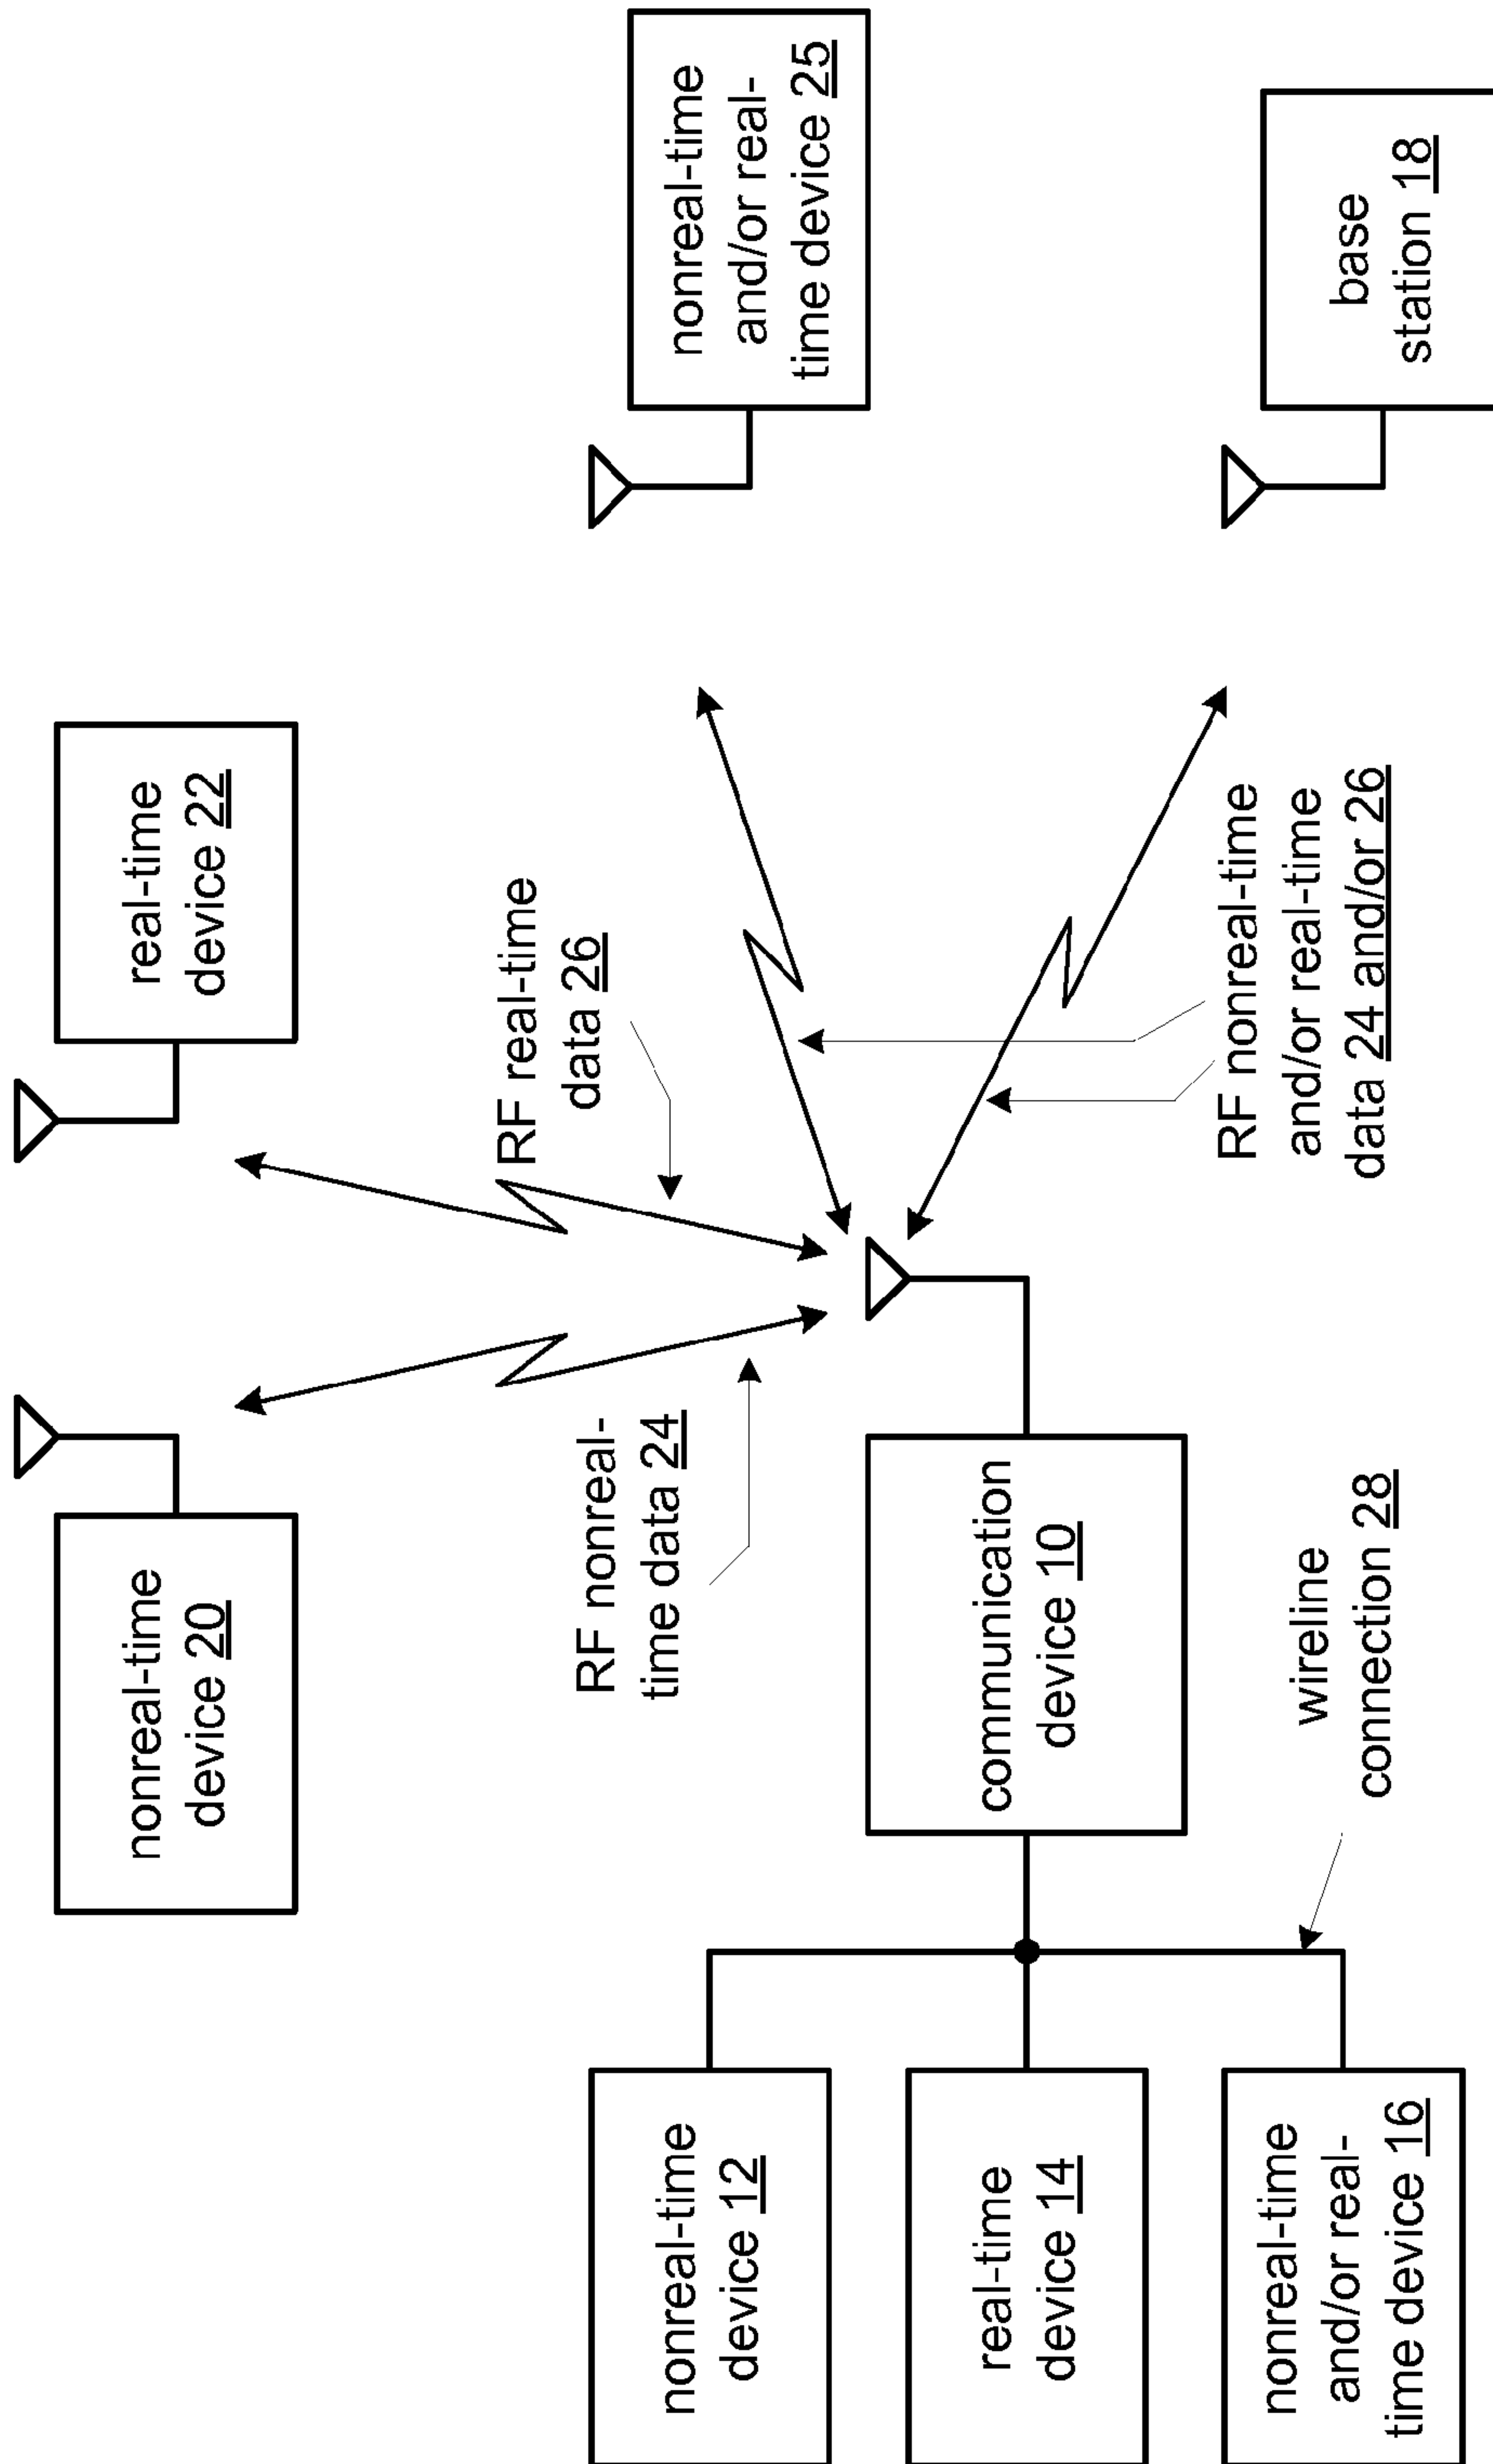 nonreal-time
device 20
real-time
device 22
RF nonreal-
time data 24
RF real-time
data 26
nonreal-time
and/or real-
time device 25
nonreal-time
device 12
real-time
device 14
nonreal-time
and/or real-
time device 16
communication
device 10
wireline
connection 28
RF nonreal-time
and/or real-time
data 24 and/or 26
base
station 18